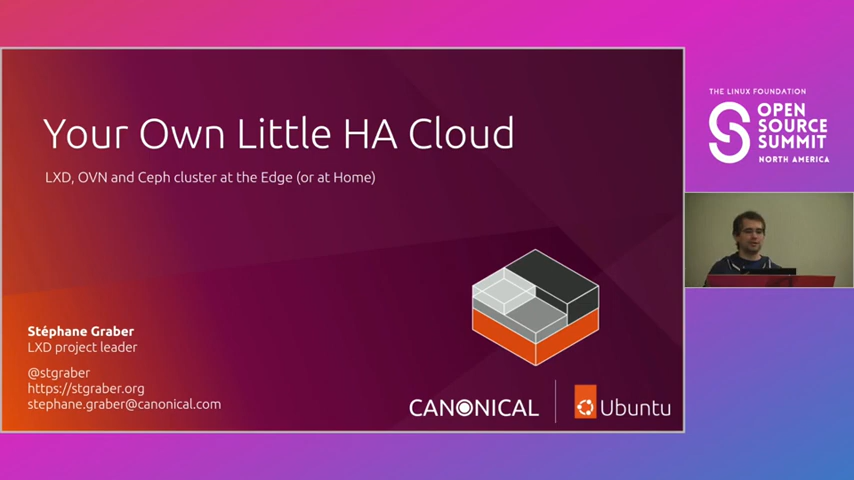 Your Own Little HA Cloud
LXD, OVN and Ceph cluster at the Edge (or at Home)
Stéphane Graber
LXD project leader
@stgraber
https://stgraber.org
stephane.graber@canonical.com
CANONICAL
Ubuntu
THE LINUX FOUNDATION
OPEN
SOURCE
SUMMIT
NORTH AMERICA